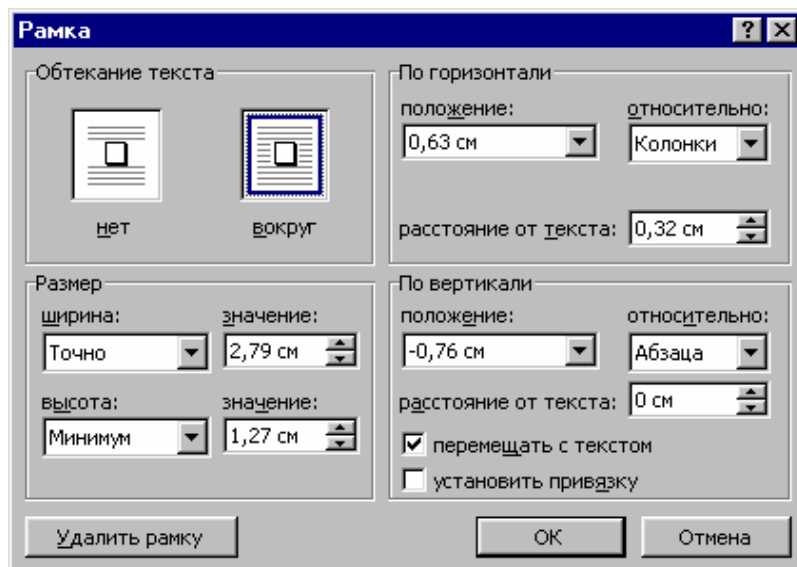 Рамка
Обтекание текста
нет
вокруг
По горизонтали
положение:
относительно:
0,63 см
Колонки
расстояние от текста:
0,32 см
Размер
ширина:
значение:
Точно
2,79 см
высота:
значение:
Минимум
1,27 см
По вертикали
положение:
относительно:
-0,76 см
Абзаца
расстояние от текста:
0 см
перемещать с текстом
установить привязку
Удалить рамку
ОК
Отмена